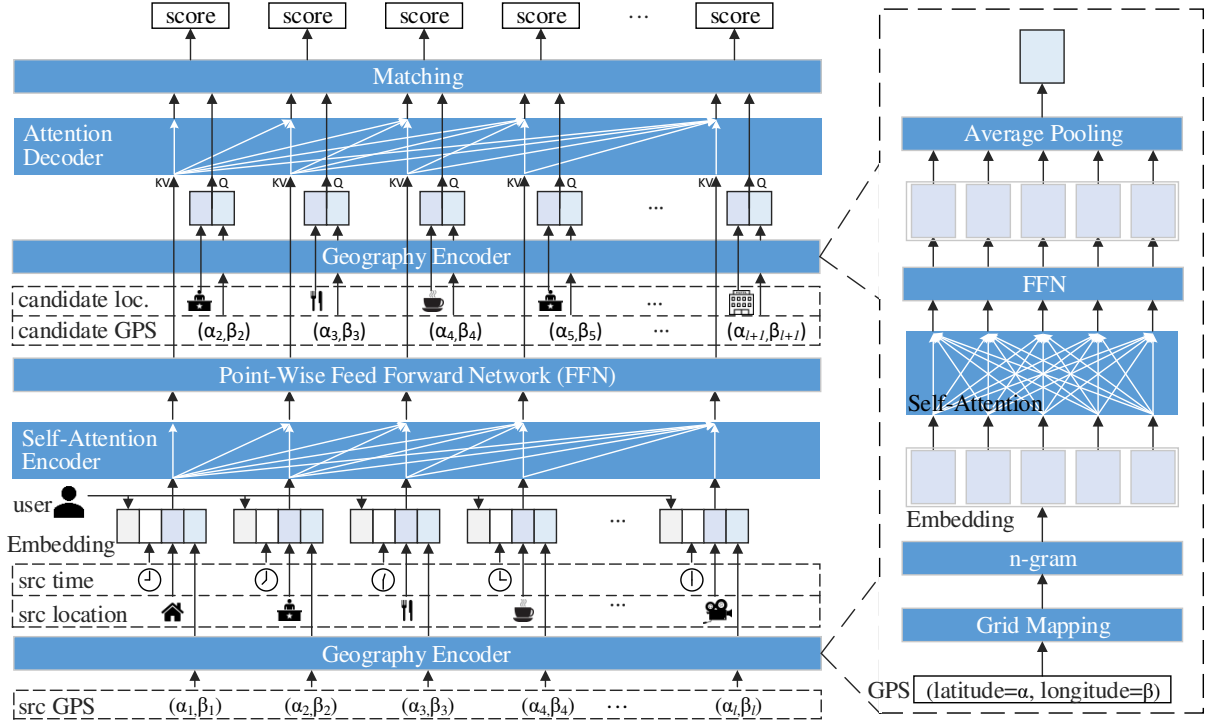 score score score score ... score
Matching
Attention
Decoder
KV Q KV Q KV Q KV Q KV Q
...
Geography Encoder
candidate loc. ...
candidate GPS (α2,β2) (α3,β3) (α4,β4) (α5,β5) ... (αl+1,βl+1)
Point-Wise Feed Forward Network (FFN)
Self-Attention
Encoder
user
Embedding ...
src time
src location ...
Geography Encoder
src GPS (α1,β1) (α2,β2) (α3,β3) (α4,β4) ... (αl,βl)
Average Pooling
FFN
Self-Attention
Embedding
n-gram
Grid Mapping
GPS (latitude=α, longitude=β)